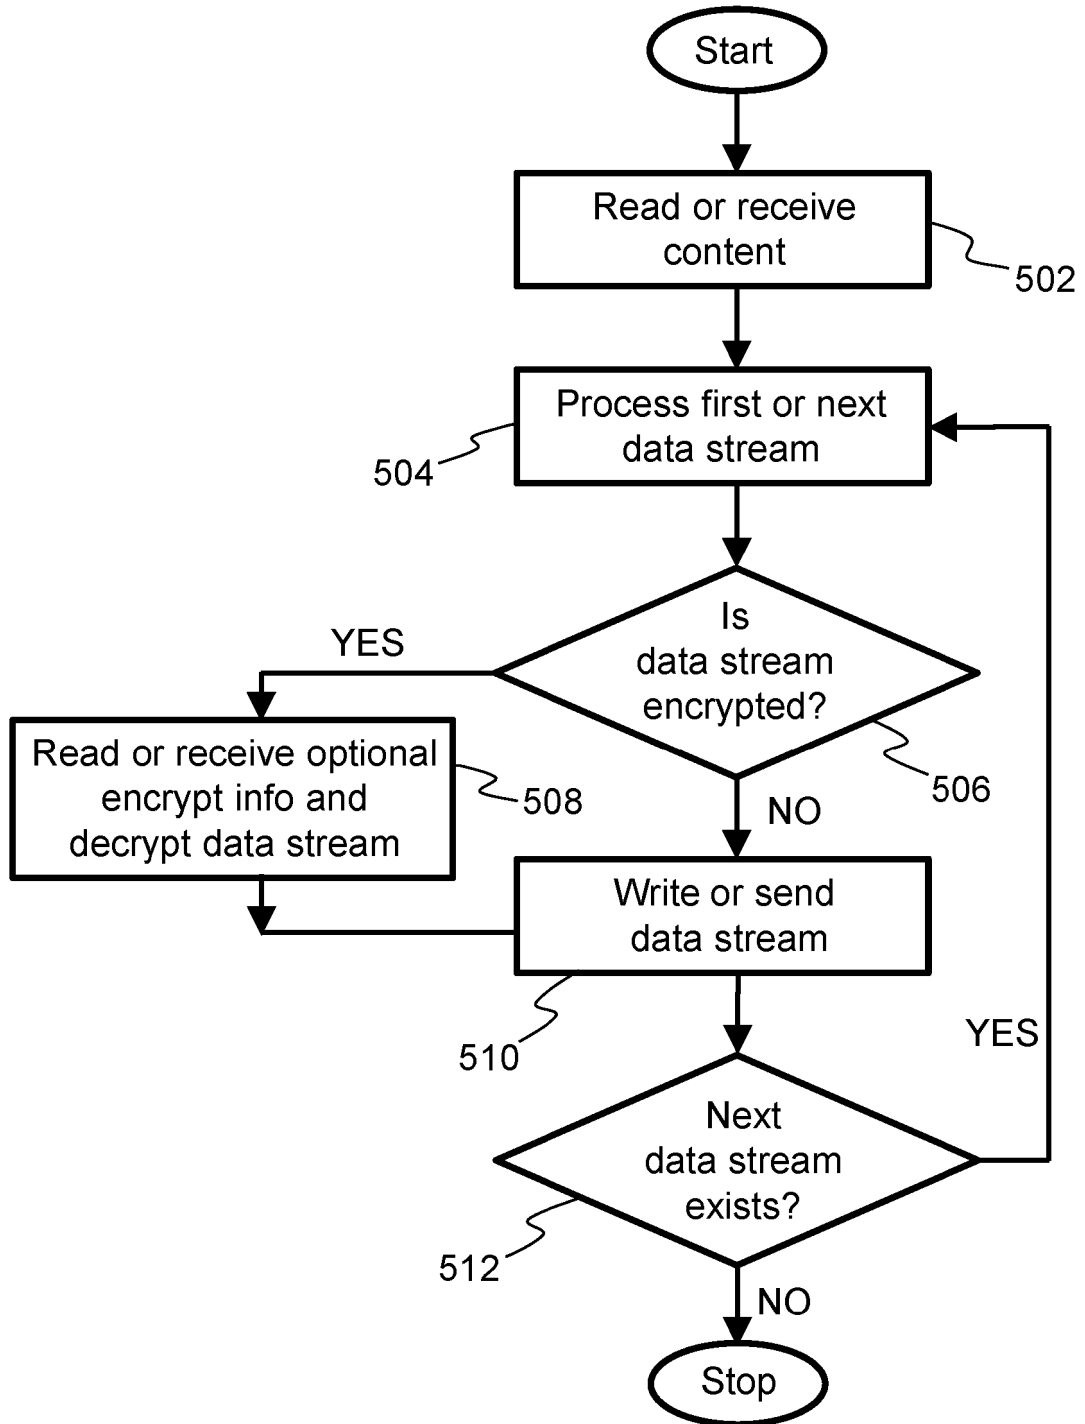 Start
Read or receive
content
502
Process first or next
data stream
504
Is
data stream
encrypted?
506
YES
NO
Read or receive optional
encrypt info and
decrypt data stream
508
Write or send
data stream
510
YES
Next
data stream
exists?
512
NO
Stop